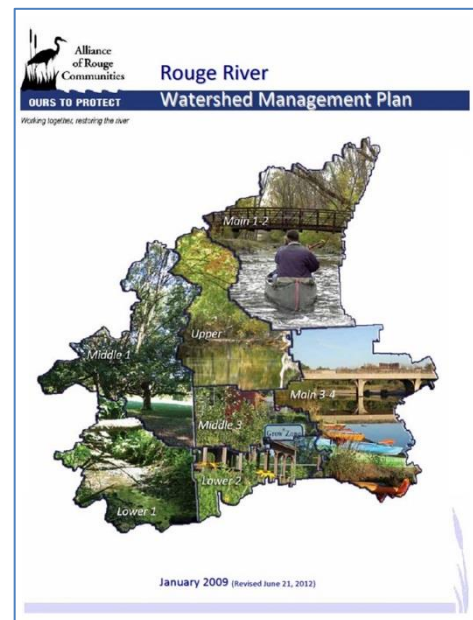 Alliance
of Rouge
Communities
OURS TO PROTECT
Working together, restoring the river
Rouge River
Watershed Management Plan
Main 1-2
Upper
Middle 1
Main 3-4
Middle 3
Lower 2
Lower 1
January 2009 (Revised June 21, 2012)